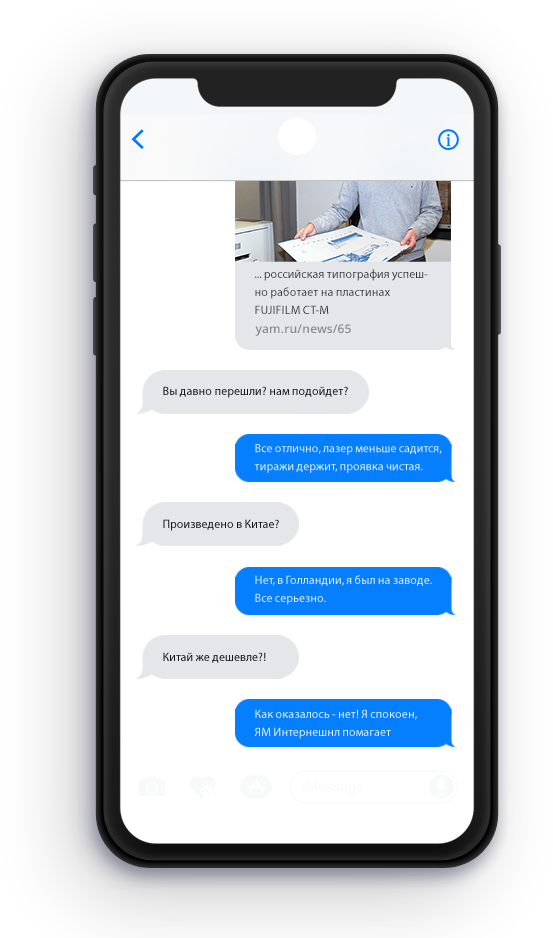 ... российская типография успеш-
но работает на пластинах
FUJIFILM CT-M
yam.ru/news/65
Вы давно перешли? нам подойдет?
Все отлично, лазер меньше садится,
тиражи держит, проявка чистая.
Произведено в Китае?
Нет, в Голландии, я был на заводе.
Все серьезно.
Китай же дешевле?!
Как оказалось - нет! Я спокоен,
ЯМ Интернешнл помагает
iMessage